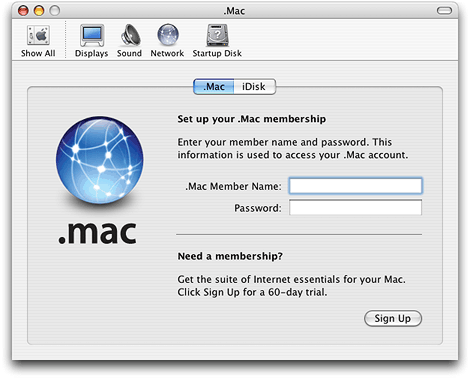 .Mac
Show All
Displays
Sound
Network
Startup Disk
.Mac
iDisk
Set up your .Mac membership
Enter your member name and password. This
information is used to access your .Mac account.
.Mac Member Name:
Password:
.mac
Need a membership?
Get the suite of Internet essentials for your Mac.
Click Sign Up for a 60-day trial.
Sign Up